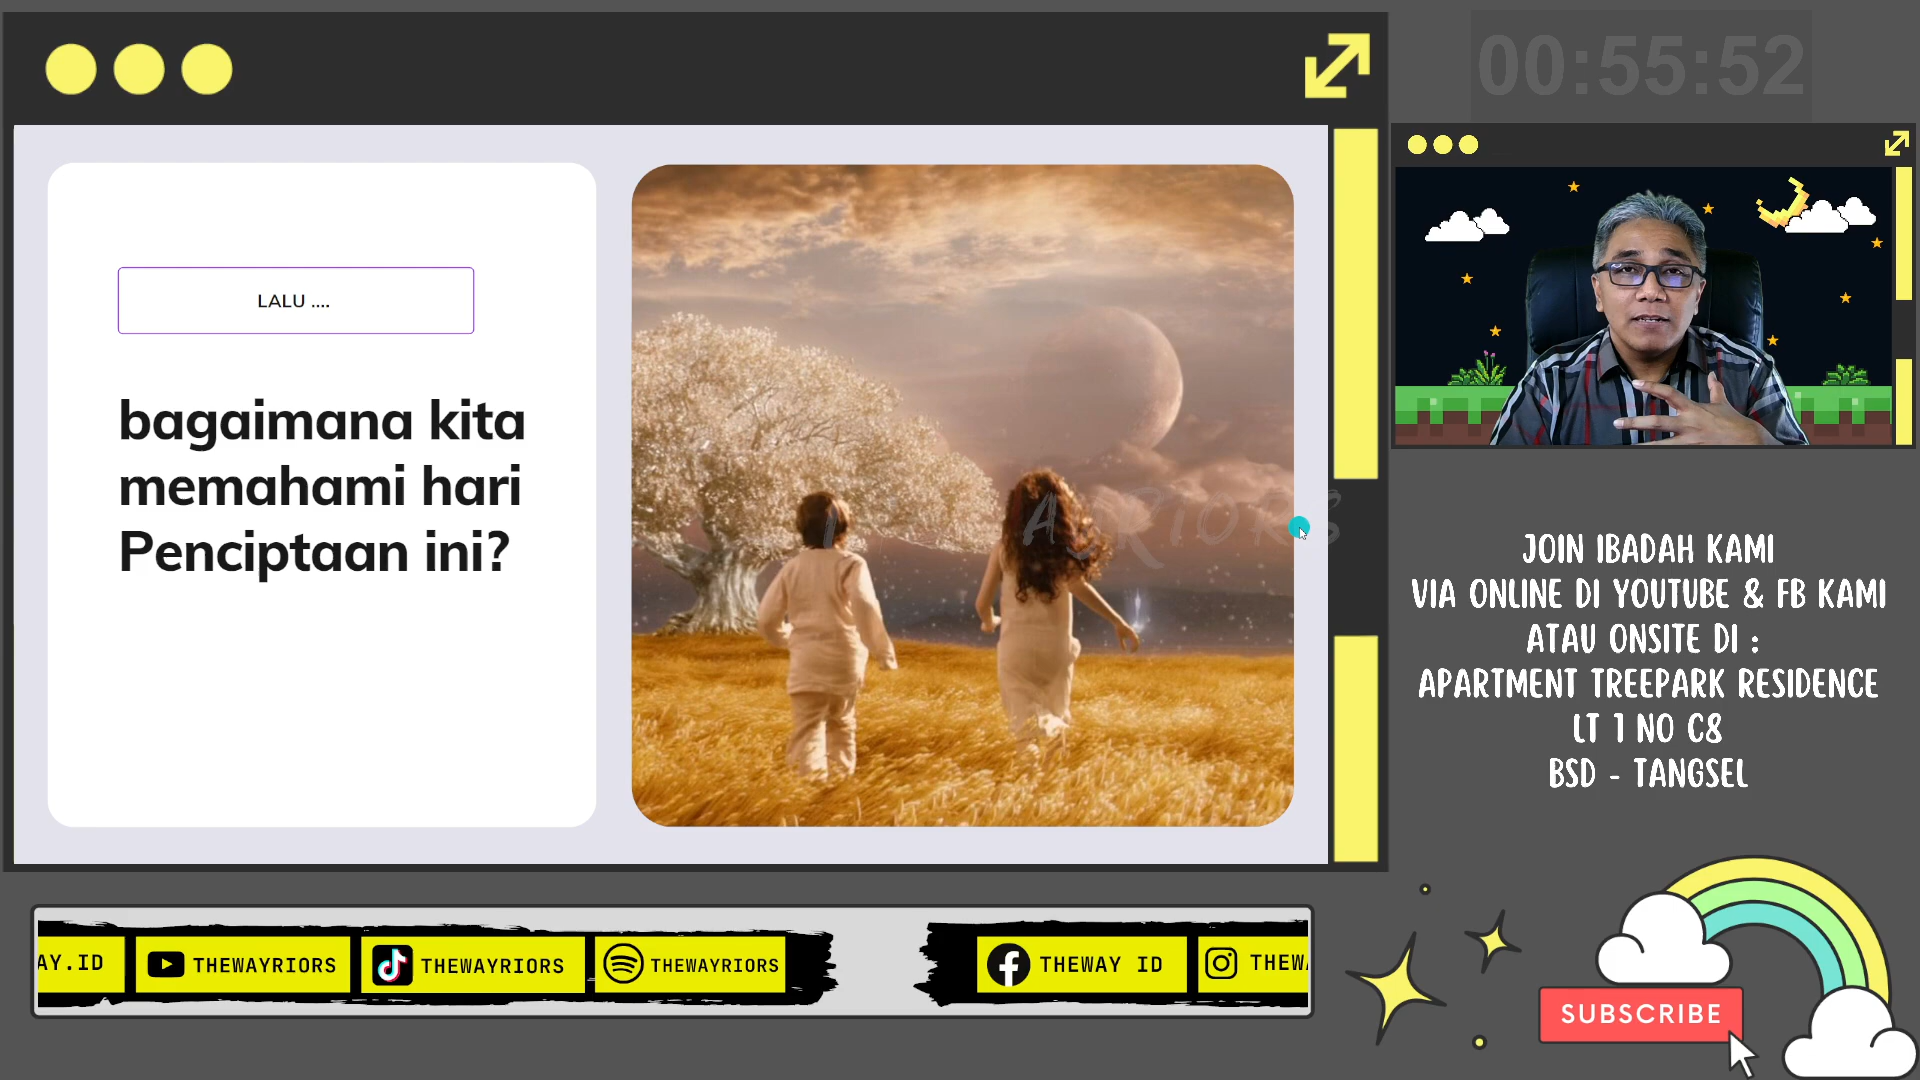 00:55:52
LALU ....
bagaimana kita
memahami hari
Penciptaan ini?
JOIN IBADAH KAMI
VIA ONLINE DI YOUTUBE & FB KAMI
ATAU ONSITE DI :
APARTMENT TREEPARK RESIDENCE
LT 1 NO C8
BSD - TANGSEL
AY.ID
THEWAYRIORS
THEWAYRIORS
THEWAYRIORS
THEWAY ID
THEW
SUBSCRIBE